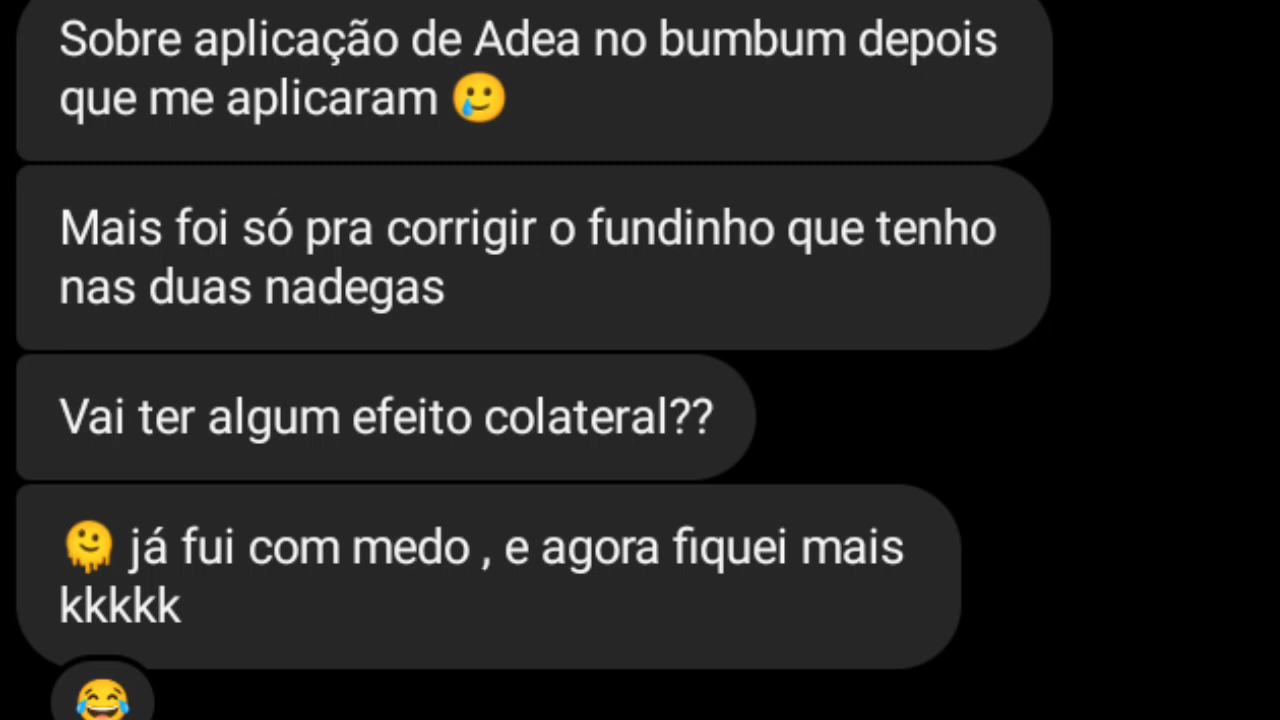 Sobre aplicação de Adea no bumbum depois
que me aplicaram 🥲
Mais foi só pra corrigir o fundinho que tenho
nas duas nadegas
Vai ter algum efeito colateral??
🫠 já fui com medo , e agora fiquei mais
kkkkk
😂